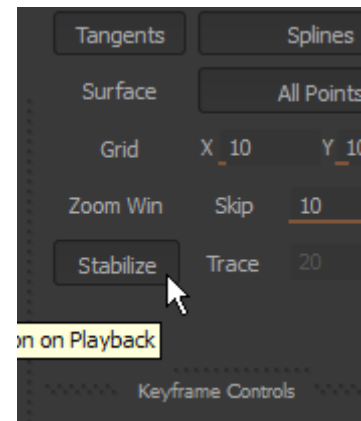 Tangents Splines
Surface All Points
Grid X 10 Y 10
Zoom Win Skip 10
Stabilize Trace 20
on Playback
Keyframe Controls